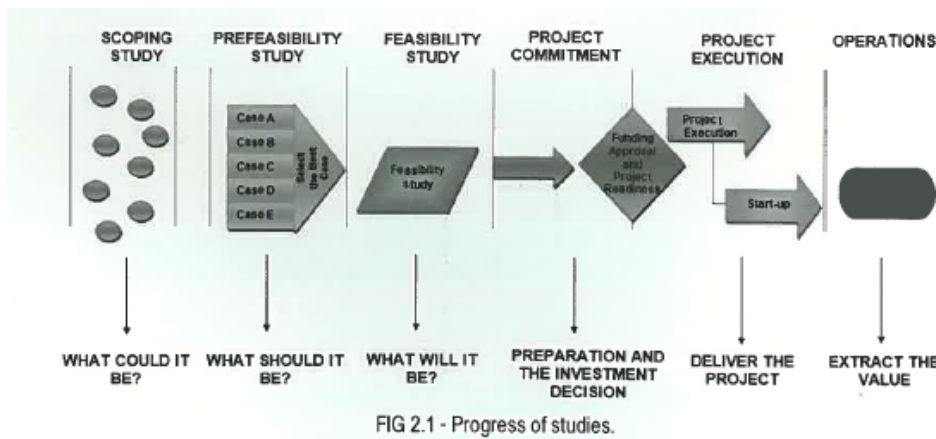 SCOPING
STUDY
PREFEASIBILITY
STUDY
FEASIBILITY
STUDY
PROJECT
COMMITMENT
PROJECT
EXECUTION
OPERATIONS
Case A
Case B
Case C
Case D
Case E
Select
the Best
Case
Feasibility
study
Funding
Approval
and
Project
Readiness
Project
Execution
Start-up
WHAT COULD IT
BE?
WHAT SHOULD IT
BE?
WHAT WILL IT
BE?
PREPARATION AND
THE INVESTMENT
DECISION
DELIVER THE
PROJECT
EXTRACT THE
VALUE
FIG 2.1 - Progress of studies.